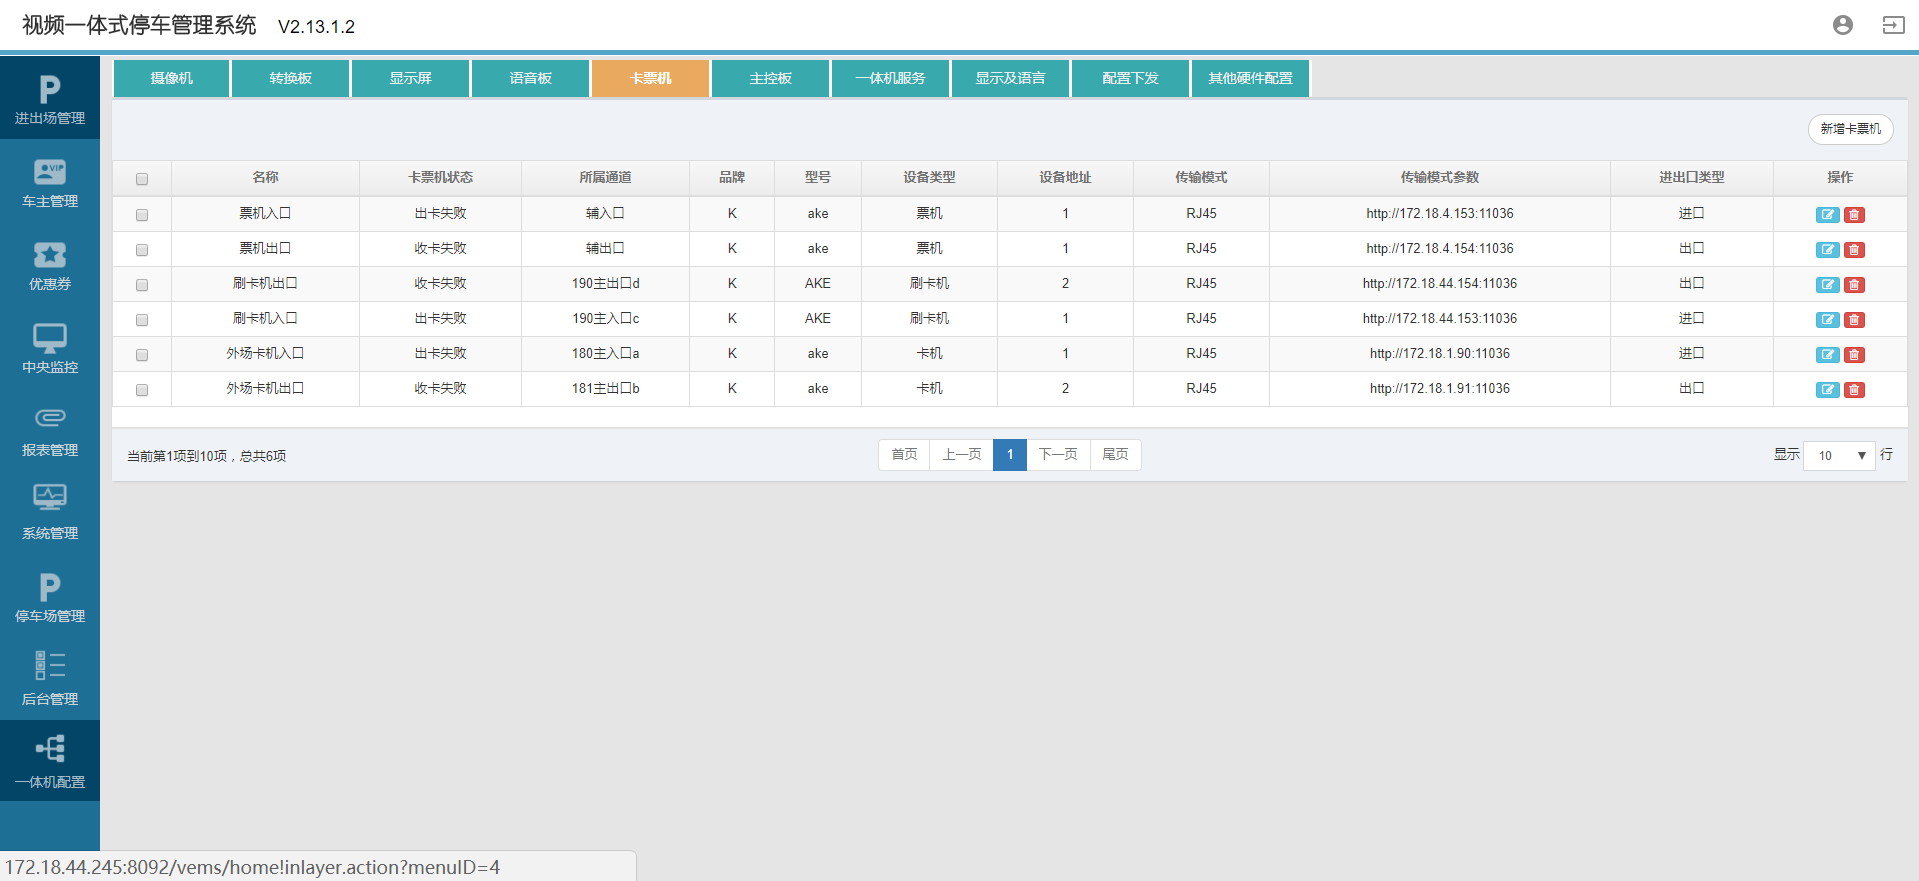 视频一体式停车管理系统 V2.13.1.2
进出场管理
VIP
车主管理
优惠券
中央监控
报表管理
系统管理
P
停车场管理
后台管理
一体机配置
摄像机 转换板 显示屏 语音板 卡票机 主控板 一体机服务 显示及语言 配置下发 其他硬件配置
新增卡票机
名称 卡票机状态 所属通道 品牌 型号 设备类型 设备地址 传输模式 传输模式参数 进出口类型 操作
票机入口 出卡失败 辅入口 K ake 票机 1 RJ45 http://172.18.4.153:11036 进口
票机出口 收卡失败 辅出口 K ake 票机 1 RJ45 http://172.18.4.154:11036 出口
刷卡机出口 收卡失败 190主出口d K AKE 刷卡机 2 RJ45 http://172.18.44.154:11036 出口
刷卡机入口 出卡失败 190主入口c K AKE 刷卡机 1 RJ45 http://172.18.44.153:11036 进口
外场卡机入口 出卡失败 180主入口a K ake 卡机 1 RJ45 http://172.18.1.90:11036 进口
外场卡机出口 收卡失败 181主出口b K ake 卡机 2 RJ45 http://172.18.1.91:11036 出口
当前第1项到10项，总共6项 首页 上一页 1 下一页 尾页 显示 10 行
172.18.44.245:8092/vems/home!inlayer.action?menuID=4